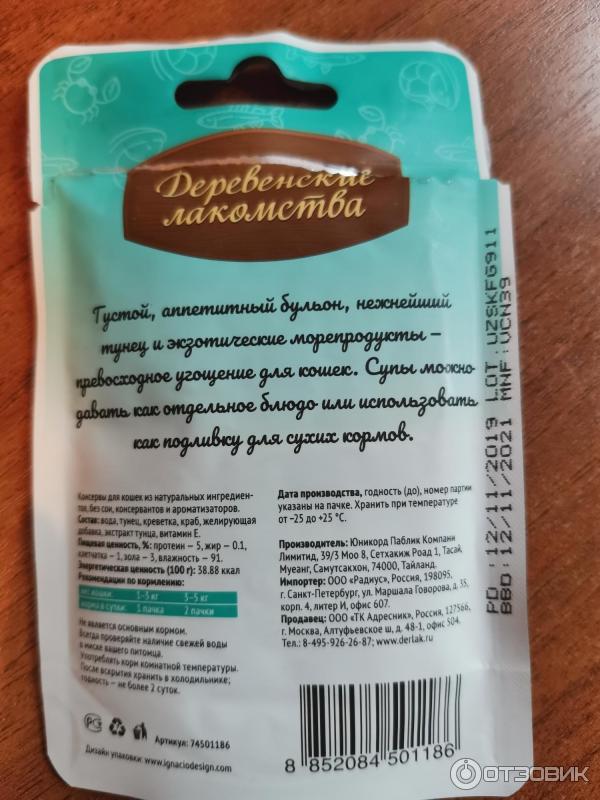 Деревенские
лакомства
Густой, аппетитный бульон, нежнейший
тунец и экзотические морепродукты –
превосходное угощение для кошек. Супы можно
давать как отдельное блюдо или использовать
как подливку для сухих кормов.
Консервы для кошек из натуральных ингредиен-
тов, без сои, консервантов и ароматизаторов.
Состав: вода, тунец, креветка, краб, желирующая
добавка, экстракт тунца, витамин Е.
Пищевая ценность, %: протеин – 5, жир – 0.1,
клетчатка – 1, зола – 3, влажность – 91.
Энергетическая ценность (100 г): 38.88 ккал
Рекомендации по кормлению:
вес кошки: 1–3 кг 3–5 кг
норма в сутки: 1 пачка 2 пачки
Не является основным кормом.
Всегда проверяйте наличие свежей воды
в миске вашего питомца.
Употреблять корм комнатной температуры.
После вскрытия хранить в холодильнике;
годность – не более 2 суток.
РС
Артикул: 74501186
Дизайн упаковки: www.ignaciodesign.com
Дата производства, годность (до), номер партии
указаны на пачке. Хранить при температуре
от –25 до +25 °С.
Производитель: Юникорд Паблик Компани
Лимитид, 39/3 Моо 8, Сетхакиж Роад 1, Тасай,
Муеанг, Самутсакхон, 74000, Тайланд.
Импортер: ООО «Радиус», Россия, 198095,
г. Санкт-Петербург, ул. Маршала Говорова, д. 35,
корп. 4, литер И, офис 607.
Продавец: ООО «ТК Адресник», Россия, 127566,
г. Москва, Алтуфьевское ш., д. 48-1, офис 504.
Тел.: 8-495-926-26-87; www.derlak.ru
8 852084 501186
PD : 12/11/2019 LOT : UZSKFG911
BBD : 12/11/2021 MNF : UCN39
ОТЗОВИК